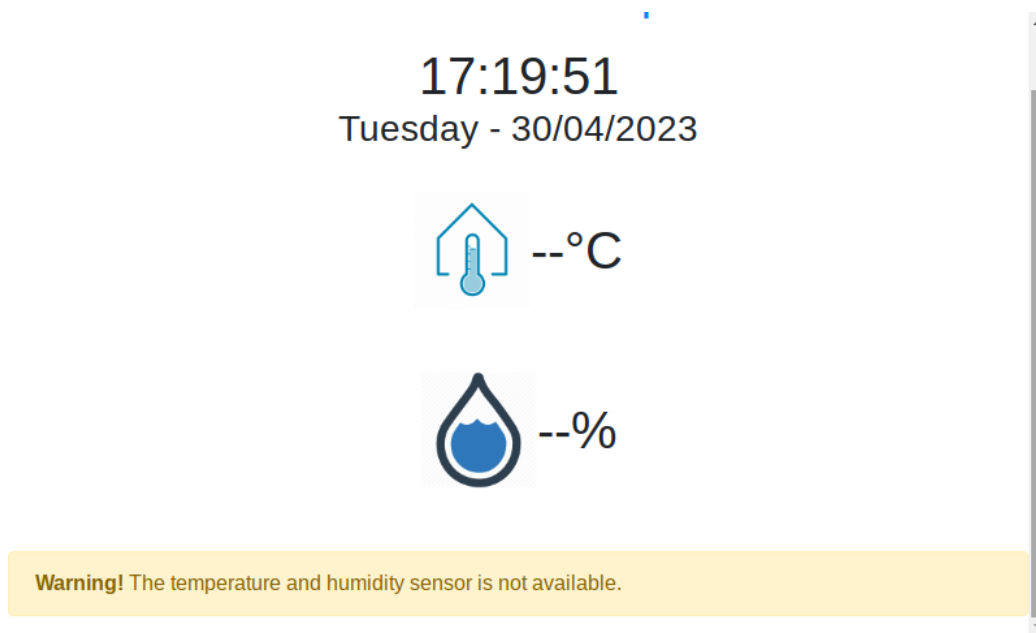 17:19:51
Tuesday - 30/04/2023
--°C
--%
Warning! The temperature and humidity sensor is not available.